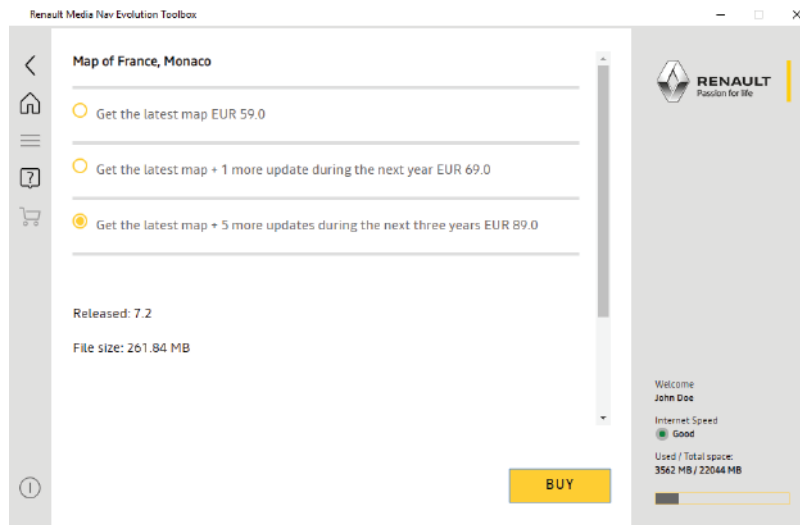 Renault Media Nav Evolution Toolbox
Map of France, Monaco
Get the latest map EUR 59.0
Get the latest map + 1 more update during the next year EUR 69.0
Get the latest map + 5 more updates during the next three years EUR 89.0
Released: 7.2
File size: 261.84 MB
BUY
RENAULT
Passion for life
Welcome
John Doe
Internet Speed
Good
Used / Total space:
3562 MB / 22044 MB